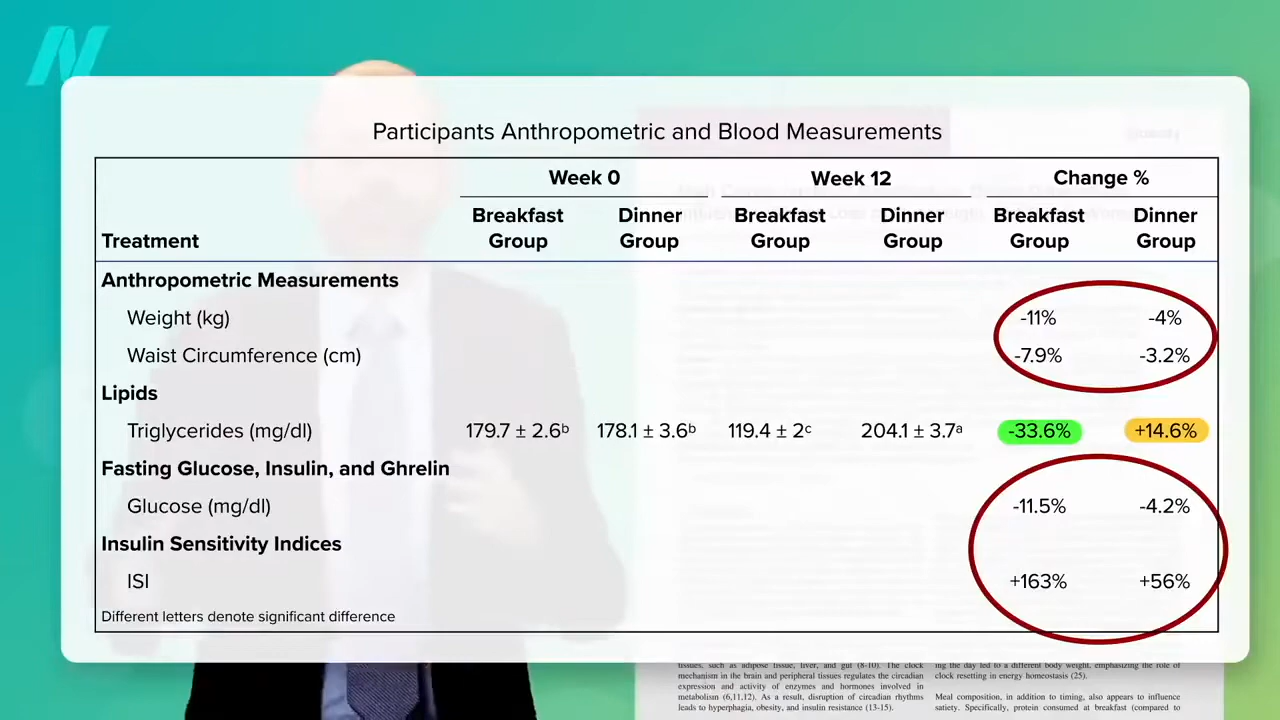 Participants Anthropometric and Blood Measurements
Week 0 Week 12 Change %
Treatment Breakfast Group Dinner Group Breakfast Group Dinner Group Breakfast Group Dinner Group
Anthropometric Measurements
Weight (kg) -11% -4%
Waist Circumference (cm) -7.9% -3.2%
Lipids
Triglycerides (mg/dl) 179.7 ± 2.6ᵇ 178.1 ± 3.6ᵇ 119.4 ± 2ᶜ 204.1 ± 3.7ᵃ -33.6% +14.6%
Fasting Glucose, Insulin, and Ghrelin
Glucose (mg/dl) -11.5% -4.2%
Insulin Sensitivity Indices
ISI +163% +56%
Different letters denote significant difference
tissues, such as adipose tissue, liver, and gut (8-10). The clock
mechanism in the brain and peripheral tissues regulates the circadian
expression and activity of enzymes and hormones involved in
metabolism (6,11,12). As a result, disruption of circadian rhythms
leads to hyperphagia, obesity, and insulin resistance (13-15).
ing the day led to a different body weight, emphasizing the role of
clock resetting in energy homeostasis (25).
Meal composition, in addition to timing, also appears to influence
satiety. Specifically, protein consumed at breakfast (compared to